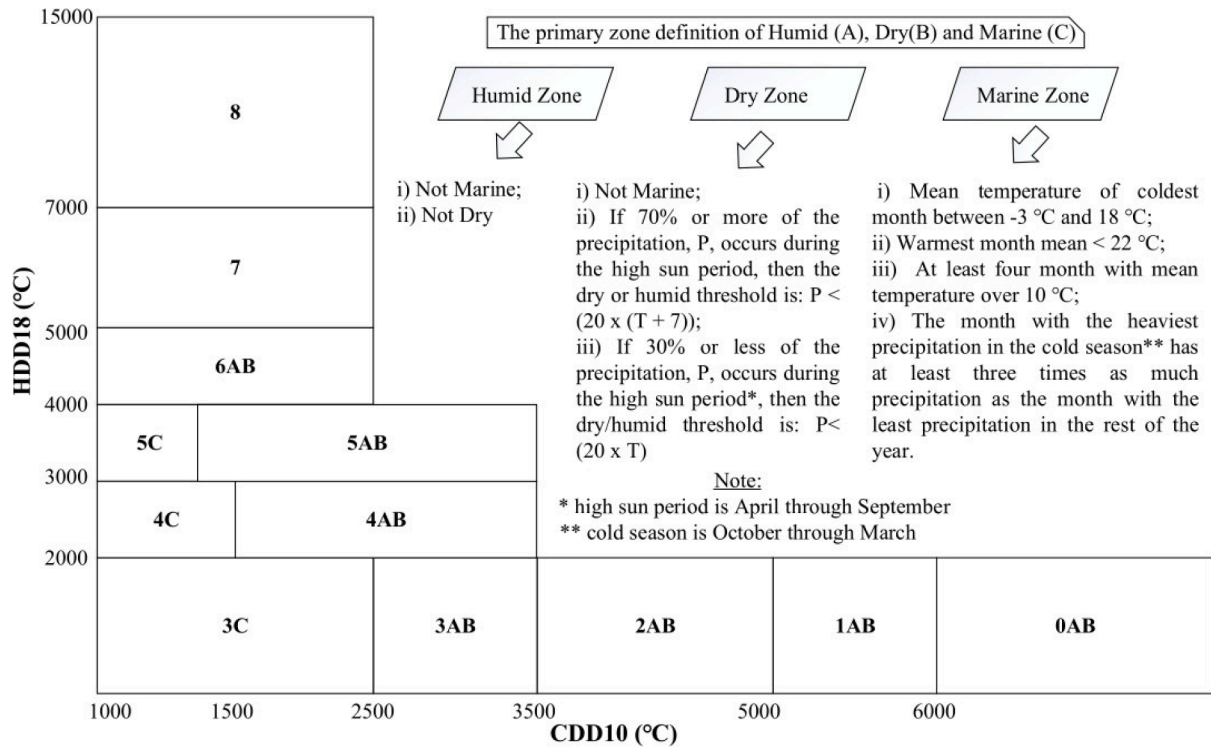 15000
The primary zone definition of Humid (A), Dry(B) and Marine (C)
Humid Zone
Dry Zone
Marine Zone
8
i) Not Marine;
ii) Not Dry
i) Not Marine;
ii) If 70% or more of the
precipitation, P, occurs during
the high sun period, then the
dry or humid threshold is: P <
(20 x (T + 7));
iii) If 30% or less of the
precipitation, P, occurs during
the high sun period*, then the
dry/humid threshold is: P<
(20 x T)
i) Mean temperature of coldest
month between -3 ℃ and 18 ℃;
ii) Warmest month mean < 22 ℃;
iii) At least four month with mean
temperature over 10 ℃;
iv) The month with the heaviest
precipitation in the cold season** has
at least three times as much
precipitation as the month with the
least precipitation in the rest of the
year.
7000
7
HDD18 (℃)
5000
6AB
4000
5C
5AB
3000
4C
4AB
Note:
* high sun period is April through September
** cold season is October through March
2000
3C
3AB
2AB
1AB
0AB
1000
1500
2500
3500
5000
6000
CDD10 (℃)